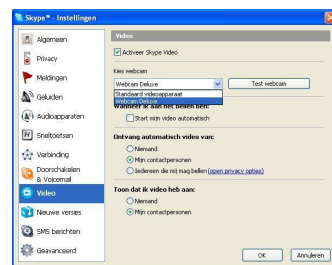 Skype™ - Instellingen
Algemeen
Privacy
Meldingen
Geluiden
Audioapparaten
Sneltoetsen
Verbinding
Doorschakelen
& Voicemail
Video
Nieuwe versies
SMS berichten
Geavanceerd
Video
Activeer Skype Video
Kies webcam
Webcam Deluxe
Test webcam
Standaard videoapparaat
Webcam Deluxe
Wanneer ik aan het bellen ben:
Start mijn video automatisch
Ontvang automatisch video van:
Niemand
Mijn contactpersonen
Iedereen die mij mag bellen (open privacy opties)
Toon dat ik video heb aan:
Niemand
Mijn contactpersonen
OK
Annuleren